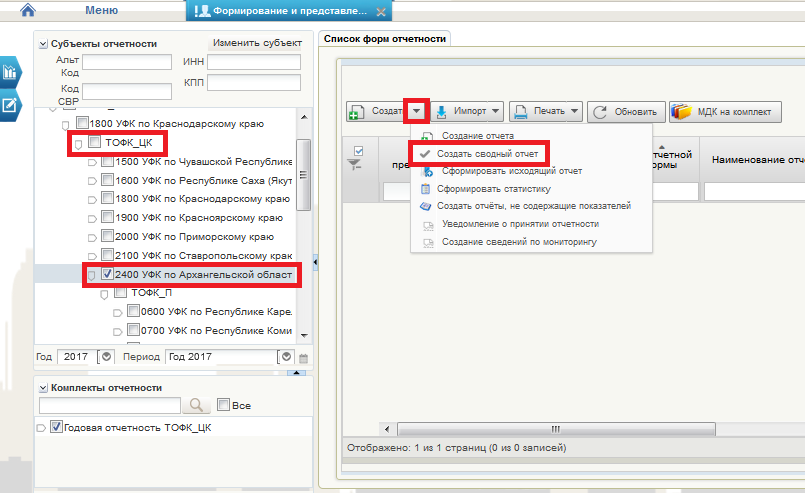 Меню
Формирование и представле...
Субъекты отчетности
Изменить субъект
Альт Код
ИНН
Код СВР
КПП
1800 УФК по Краснодарскому краю
ТОФК_ЦК
1500 УФК по Чувашской Республике
1600 УФК по Республике Саха (Якут
1800 УФК по Краснодарскому краю
1900 УФК по Красноярскому краю
2000 УФК по Приморскому краю
2100 УФК по Ставропольскому крак
2400 УФК по Архангельской област
ТОФК_П
0600 УФК по Республике Каре
0700 УФК по Республике Коми
Год 2017 Период Год 2017
Комплекты отчетности
Все
Годовая отчетность ТОФК_ЦК
Список форм отчетности
Создать
Импорт
Печать
Обновить
МДК на комплект
Создание отчета
Создать сводный отчет
Сформировать исходящий отчет
Сформировать статистику
Создать отчёты, не содержащие показателей
Уведомление о принятии отчетности
Создание сведений по мониторингу
пре
тчетной
ормы
Наименование отче
Отображено: 1 из 1 страниц (0 из 0 записей)